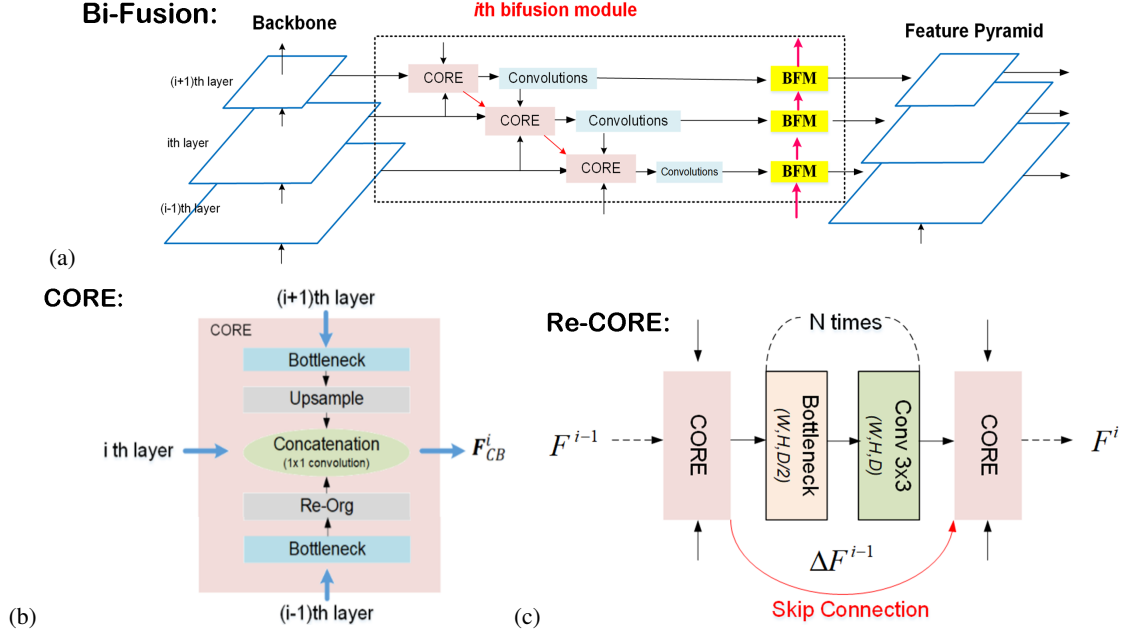 Bi-Fusion:
Backbone
ith bifusion module
Feature Pyramid
(i+1)th layer
CORE
Convolutions
BFM
ith layer
CORE
Convolutions
BFM
CORE
Convolutions
BFM
(i-1)th layer
(a)
CORE:
(i+1)th layer
CORE
Bottleneck
Upsample
i th layer
Concatenation
(1x1 convolution)
F^i_CB
Re-Org
Bottleneck
(i-1)th layer
(b)
Re-CORE:
N times
F^{i-1}
CORE
Bottleneck
(W,H,D/2)
Conv 3x3
(W,H,D)
CORE
F^i
ΔF^{i-1}
Skip Connection
(c)